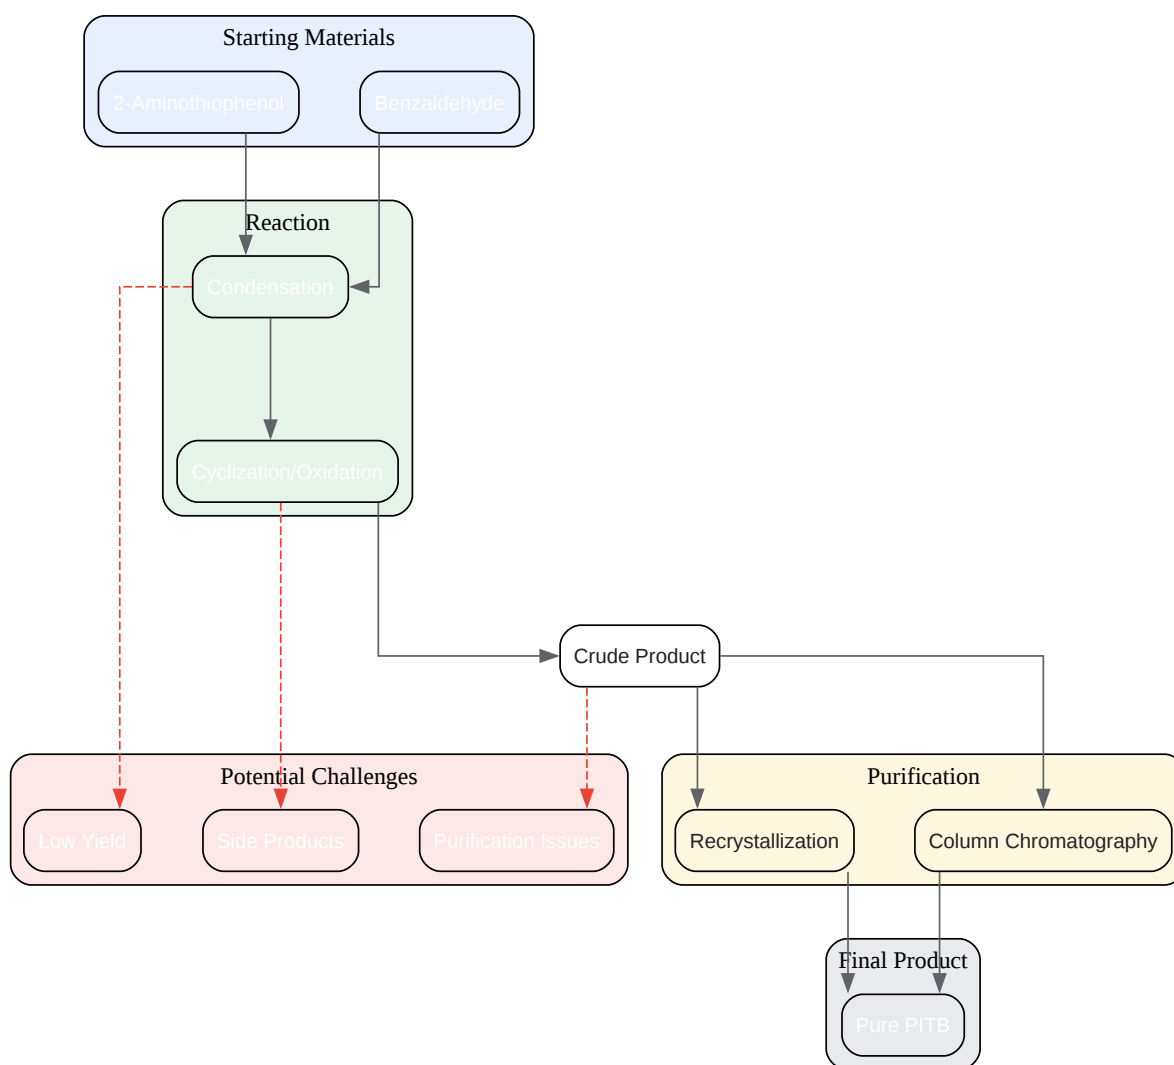 Starting Materials
2-Aminothiophenol
Benzaldehyde
Reaction
Condensation
Cyclization/Oxidation
Crude Product
Potential Challenges
Low Yield
Side Products
Purification Issues
Purification
Recrystallization
Column Chromatography
Final Product
Pure PITB